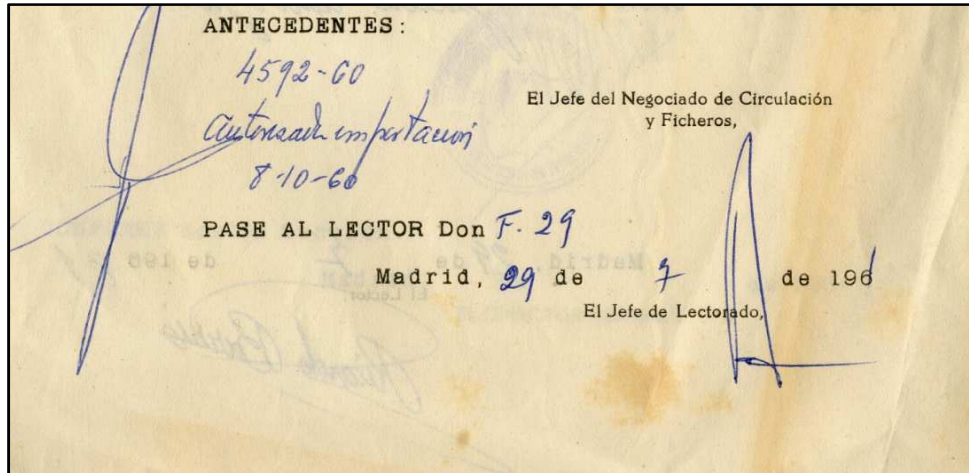 ANTECEDENTES:
4592-60
autorizada importación
8-10-60
El Jefe del Negociado de Circulación
y Ficheros,
PASE AL LECTOR Don F. 29
Madrid, 29 de 7 de 1961
El Jefe de Lectorado,